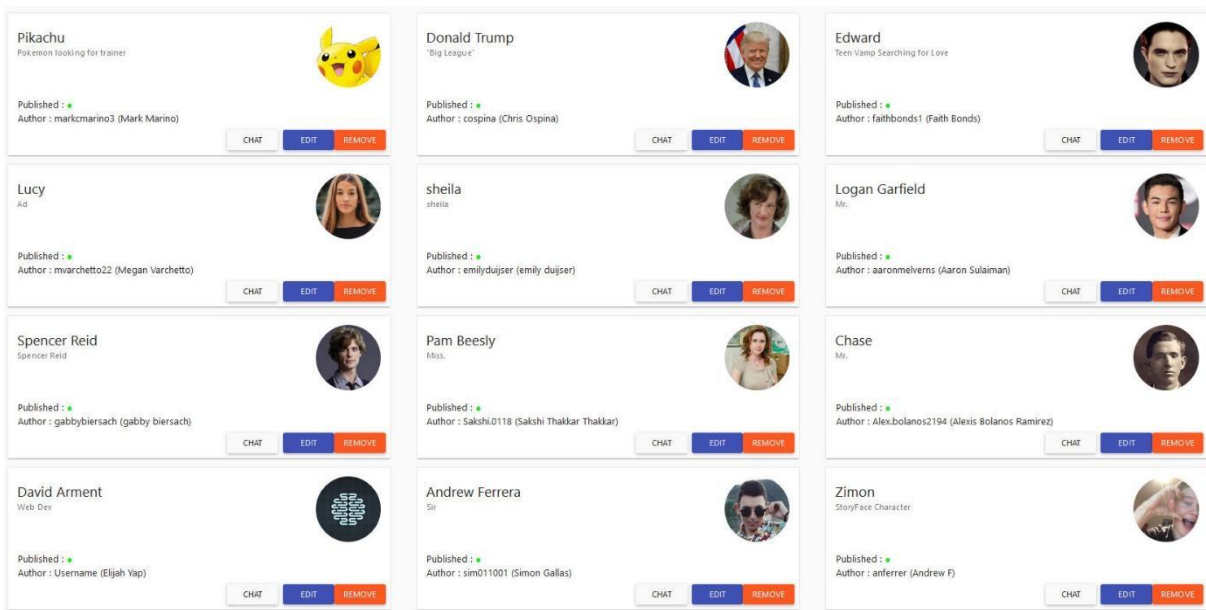 Pikachu
Pokemon looking for trainer
Published :
Author : markcmarino3 (Mark Marino)
CHAT EDIT REMOVE
Donald Trump
"Big League"
Published :
Author : cospina (Chris Ospina)
CHAT EDIT REMOVE
Edward
Teen Vamp Searching for Love
Published :
Author : faithbonds1 (Faith Bonds)
CHAT EDIT REMOVE
Lucy
Ad
Published :
Author : mvarchetto22 (Megan Varchetto)
CHAT EDIT REMOVE
sheila
sheila
Published :
Author : emilyduijser (emily duijser)
CHAT EDIT REMOVE
Logan Garfield
Mr.
Published :
Author : aaronmelverns (Aaron Sulaiman)
CHAT EDIT REMOVE
Spencer Reid
Spencer Reid
Published :
Author : gabbybiersach (gabby biersach)
CHAT EDIT REMOVE
Pam Beesly
Miss.
Published :
Author : Sakshi.0118 (Sakshi Thakkar Thakkar)
CHAT EDIT REMOVE
Chase
Mr.
Published :
Author : Alex.bolanos2194 (Alexis Bolanos Ramirez)
CHAT EDIT REMOVE
David Arment
Web Dev
Published :
Author : Username (Elijah Yap)
CHAT EDIT REMOVE
Andrew Ferrera
Sir
Published :
Author : sim011001 (Simon Gallas)
CHAT EDIT REMOVE
Zimon
StoryFace Character
Published :
Author : anferrer (Andrew F)
CHAT EDIT REMOVE